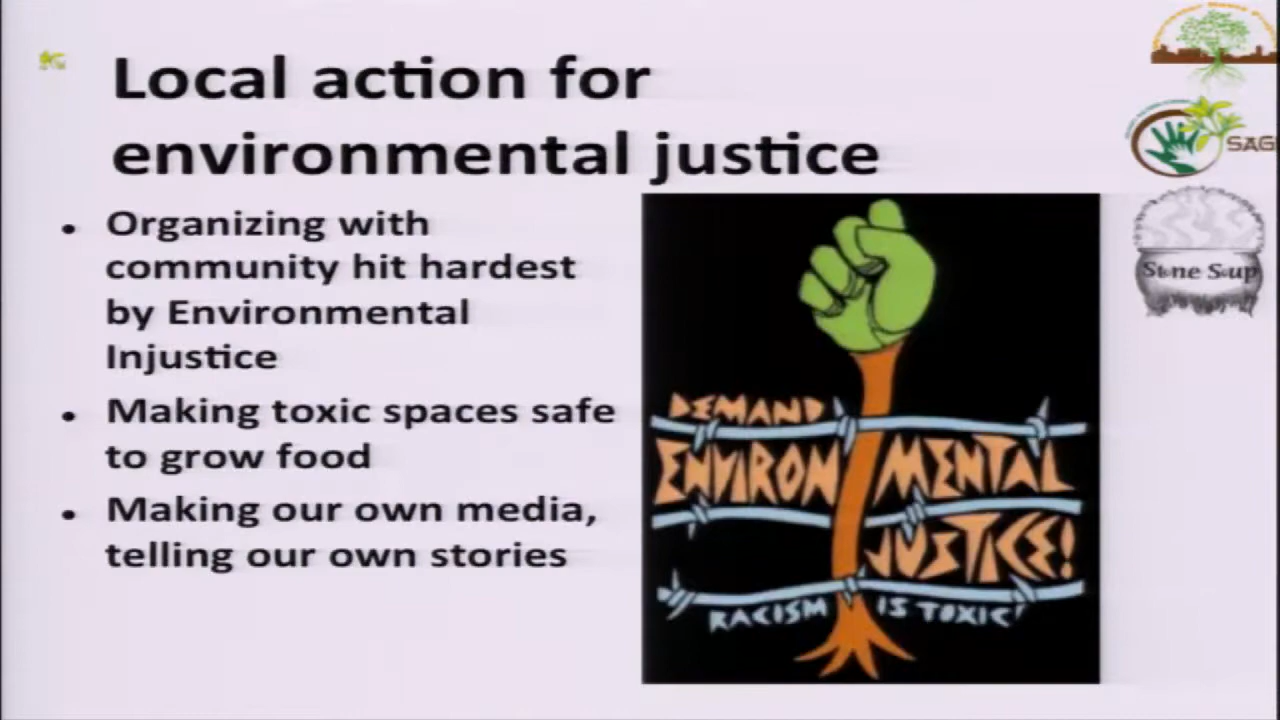 Local action for
environmental justice
• Organizing with
community hit hardest
by Environmental
Injustice
• Making toxic spaces safe
to grow food
• Making our own media,
telling our own stories
DEMAND
ENVIRONMENTAL
JUSTICE!
RACISM IS TOXIC!
SAG
Stone Soup